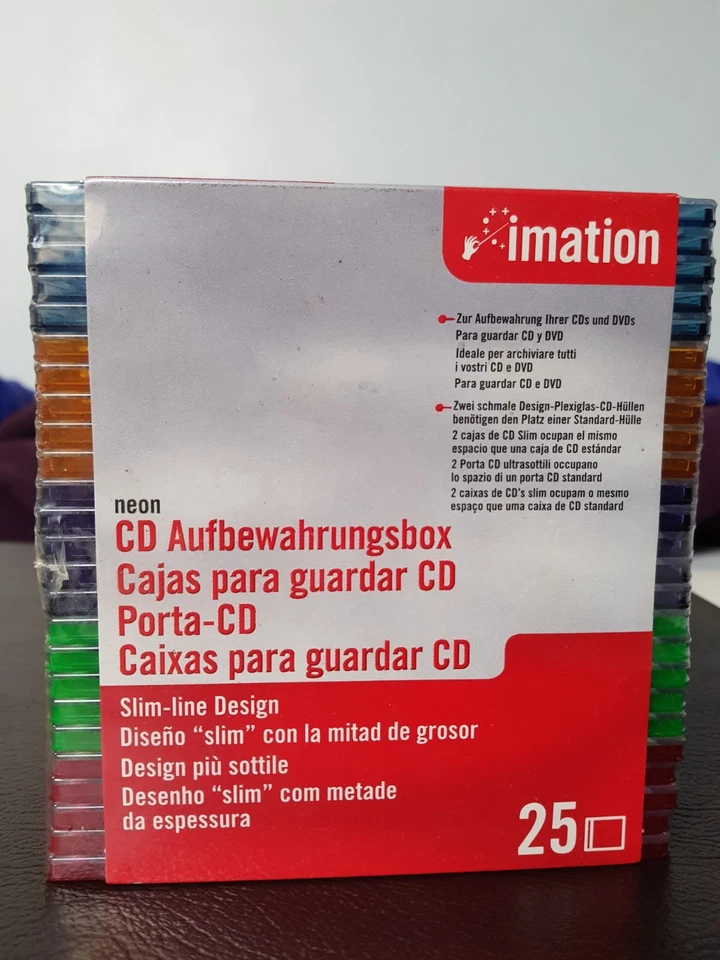 imation
Zur Aufbewahrung Ihrer CDs und DVDs
Para guardar CD y DVD
Ideale per archiviare tutti
i vostri CD e DVD
Para guardar CD e DVD
Zwei schmale Design-Plexiglas-CD-Hüllen
benötigen den Platz einer Standard-Hülle
2 cajas de CD Slim ocupan el mismo
espacio que una caja de CD estándar
2 Porta CD ultrasottili occupano
lo spazio di un porta CD standard
2 caixas de CD's slim ocupam o mesmo
espaço que uma caixa de CD standard
neon
CD Aufbewahrungsbox
Cajas para guardar CD
Porta-CD
Caixas para guardar CD
Slim-line Design
Diseño “slim” con la mitad de grosor
Design più sottile
Desenho “slim” com metade
da espessura
25